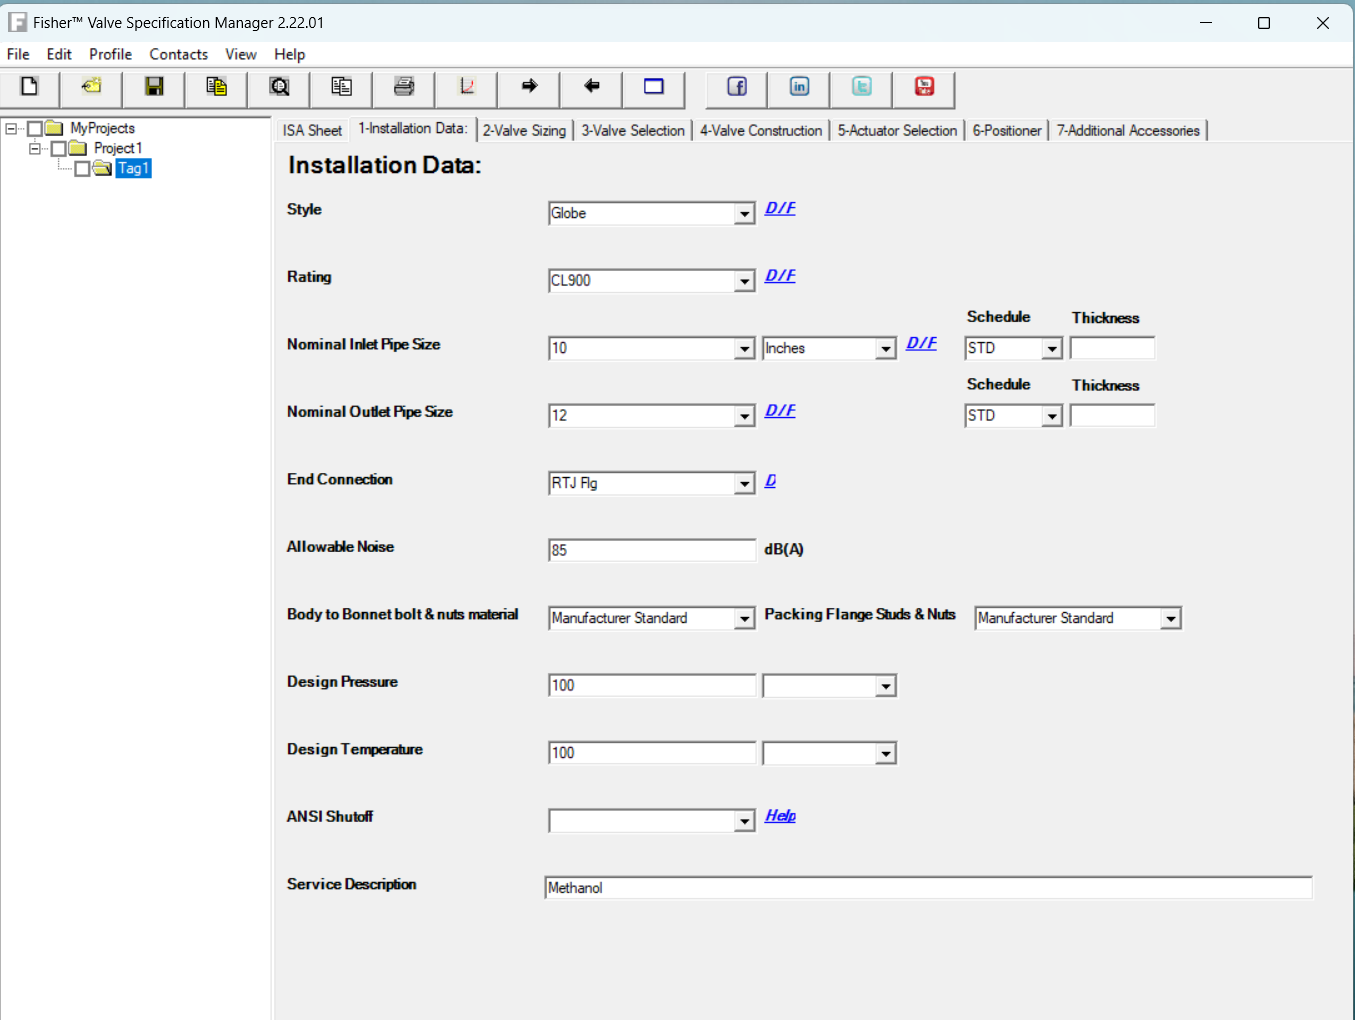 Fisher™ Valve Specification Manager 2.22.01
File Edit Profile Contacts View Help
MyProjects
Project1
Tag1
ISA Sheet 1-Installation Data: 2-Valve Sizing 3-Valve Selection 4-Valve Construction 5-Actuator Selection 6-Positioner 7-Additional Accessories
Installation Data:
Style Globe D/F
Rating CL900 D/F
Schedule Thickness
Nominal Inlet Pipe Size 10 Inches D/F STD
Schedule Thickness
Nominal Outlet Pipe Size 12 D/F STD
End Connection RTJ Flg D
Allowable Noise 85 dB(A)
Body to Bonnet bolt & nuts material Manufacturer Standard Packing Flange Studs & Nuts Manufacturer Standard
Design Pressure 100
Design Temperature 100
ANSI Shutoff Help
Service Description Methanol